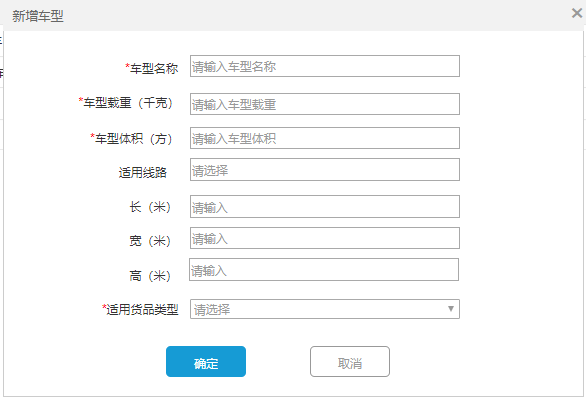 新增车型
*车型名称 请输入车型名称
*车型载重（千克） 请输入车型载重
*车型体积（方） 请输入车型体积
适用线路 请选择
长（米） 请输入
宽（米） 请输入
高（米） 请输入
*适用货品类型 请选择
确定 取消